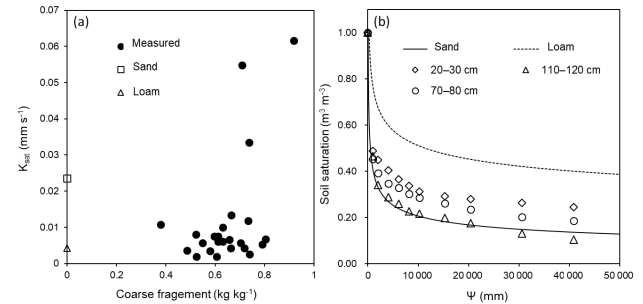 (a)
0.07
0.06
0.05
0.04
0.03
0.02
0.01
0
K_sat (mm s⁻¹)
Measured
Sand
Loam
0 0.2 0.4 0.6 0.8 1
Coarse fragement (kg kg⁻¹)
(b)
1.00
0.80
0.60
0.40
0.20
0.00
Soil saturation (m³ m⁻³)
Sand
Loam
20–30 cm
110–120 cm
70–80 cm
0 10 000 20 000 30 000 40 000 50 000
Ψ (mm)